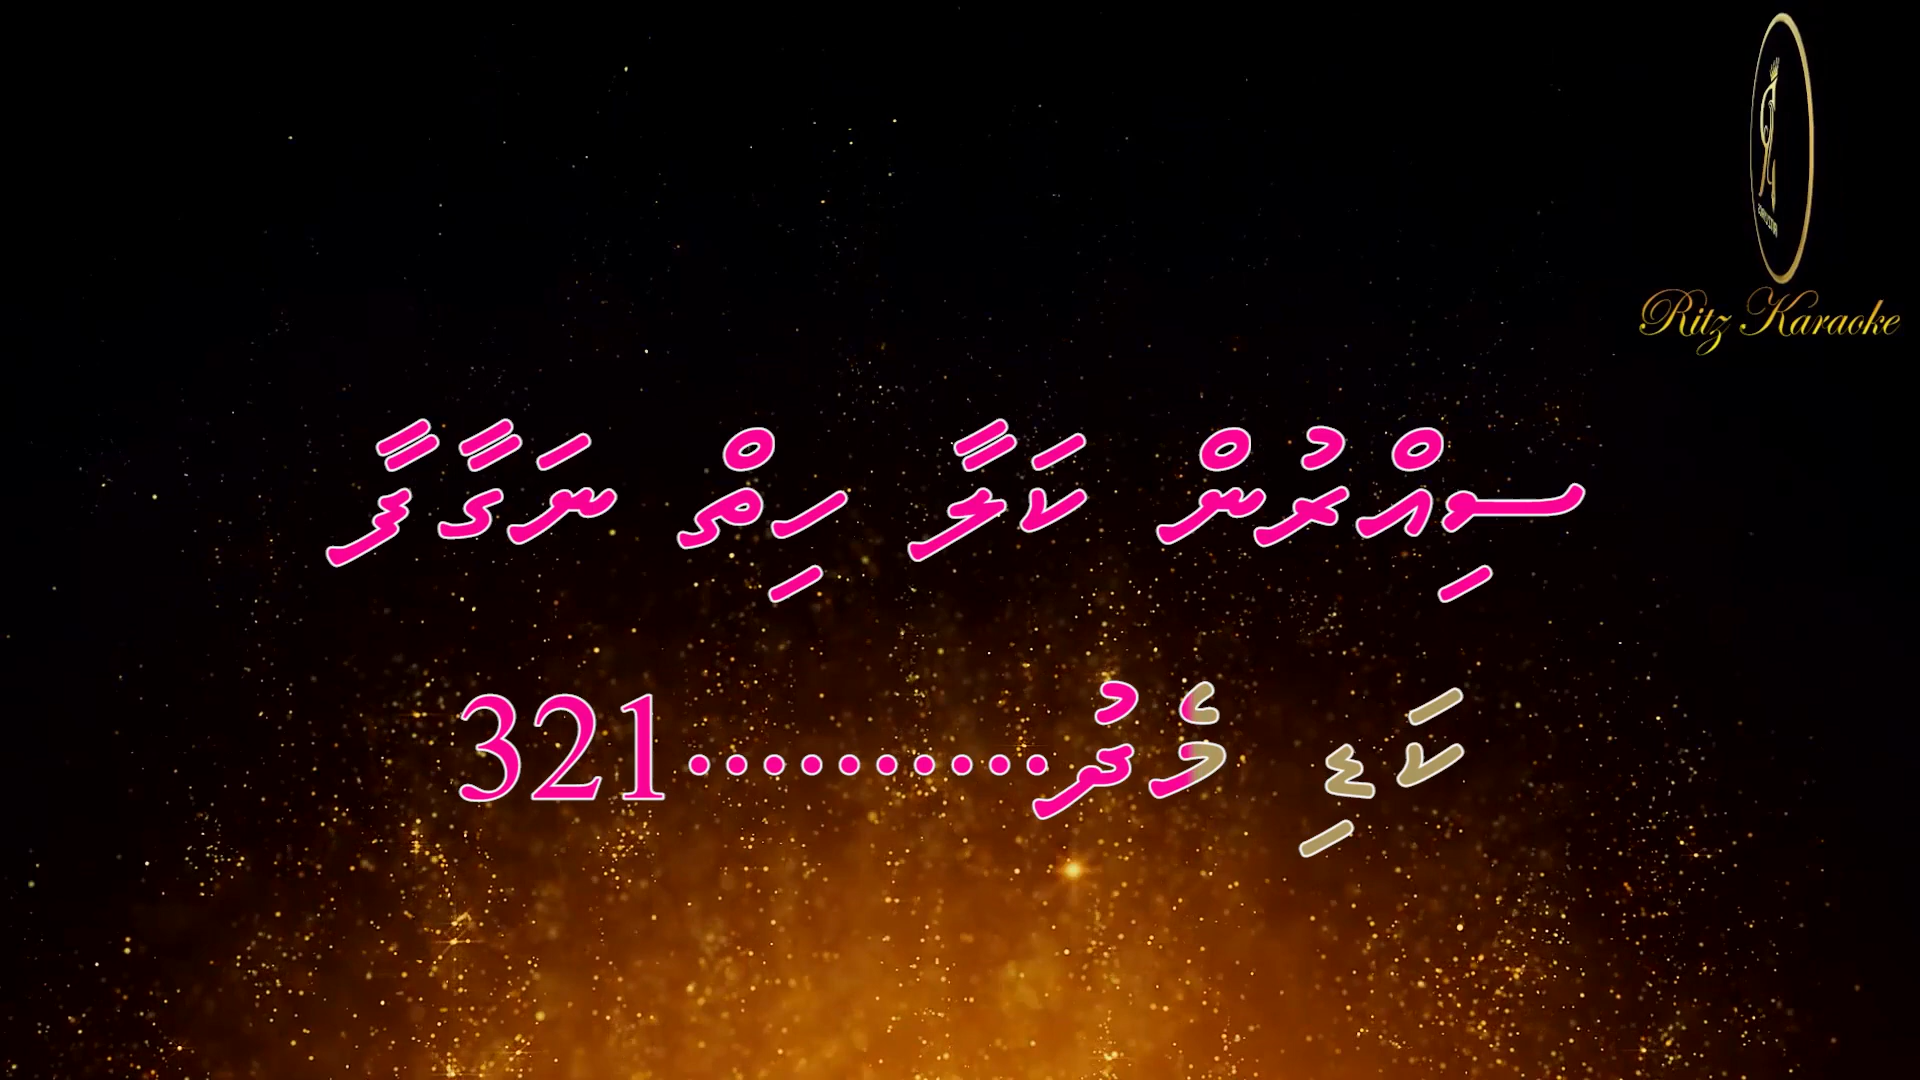 Ritz Karaoke
ސިއްރުން ކަލާ ހިތް ނަގާފާ
ކަޑި މެދު..........321